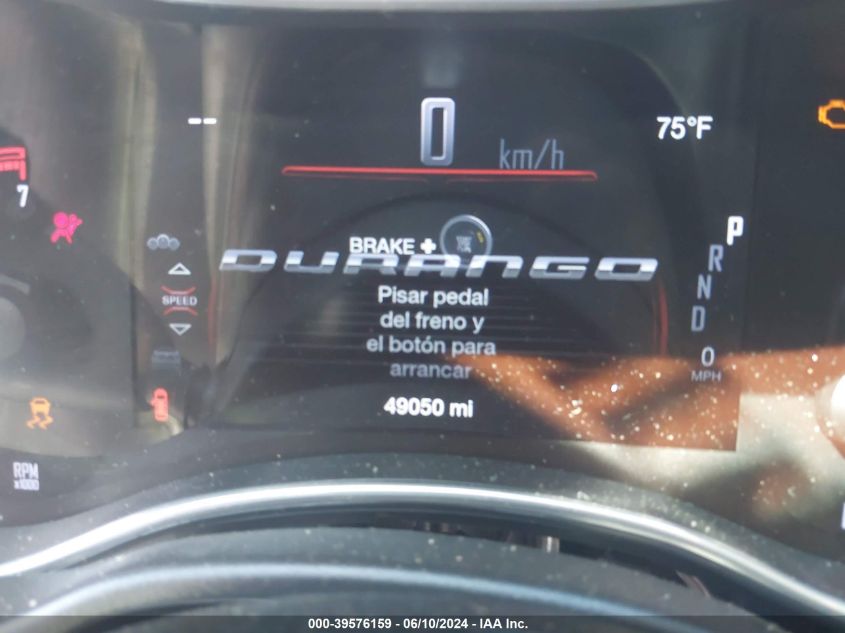 0 km/h
-- 75°F
7
BRAKE +
DURANGO
P
R
N
D
SPEED
Pisar pedal
del freno y
el botón para
arrancar
0
MPH
49050 mi
RPM
x1000
000-39576159 - 06/10/2024 - IAA Inc.